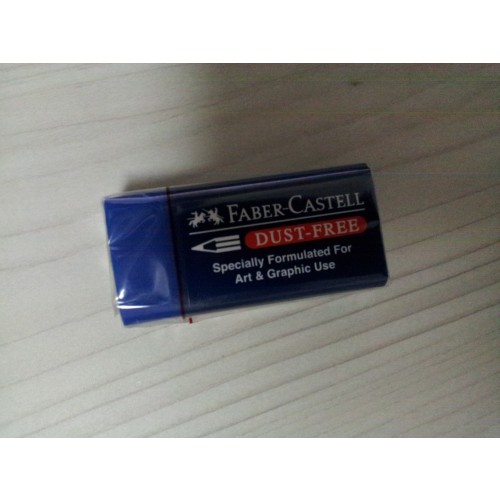 FABER-CASTELL
DUST-FREE
Specially Formulated For
Art & Graphic Use